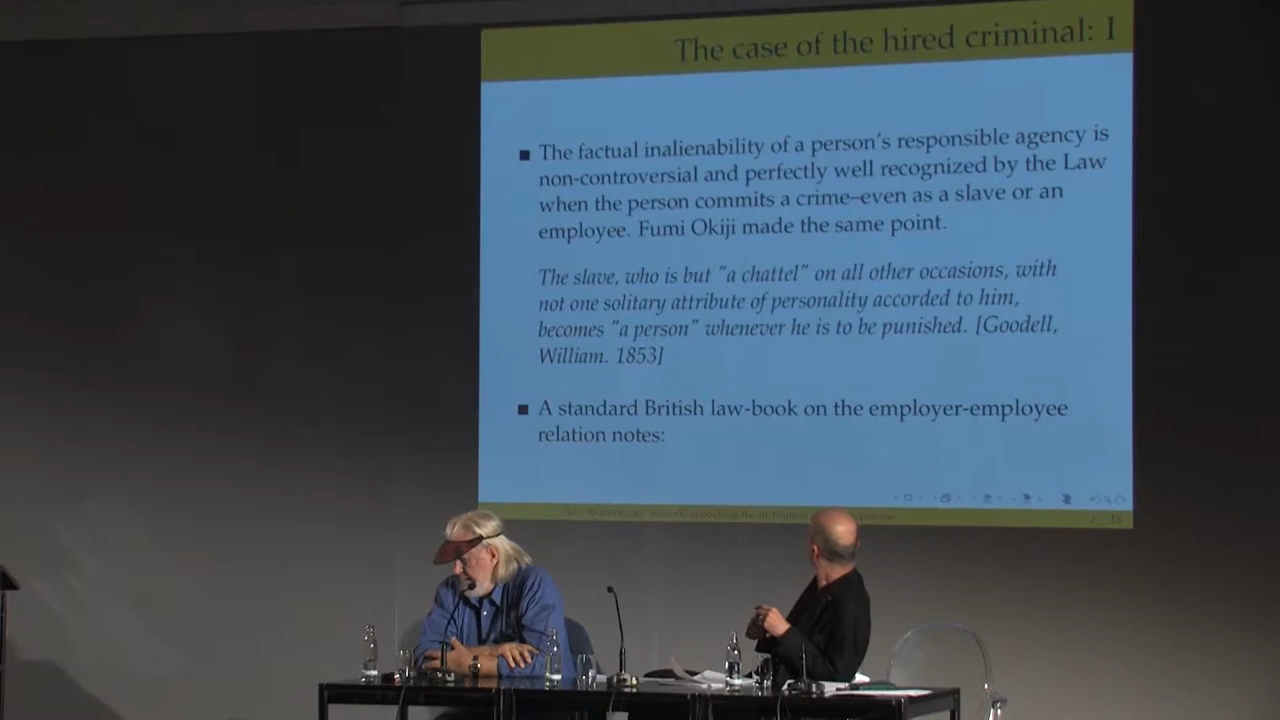 The case of the hired criminal: I
The factual inalienability of a person's responsible agency is
non-controversial and perfectly well recognized by the Law
when the person commits a crime–even as a slave or an
employee. Fumi Okiji made the same point.
The slave, who is but "a chattel" on all other occasions, with
not one solitary attribute of personality accorded to him,
becomes "a person" whenever he is to be punished. [Goodell,
William. 1853]
A standard British law-book on the employer-employee
relation notes: